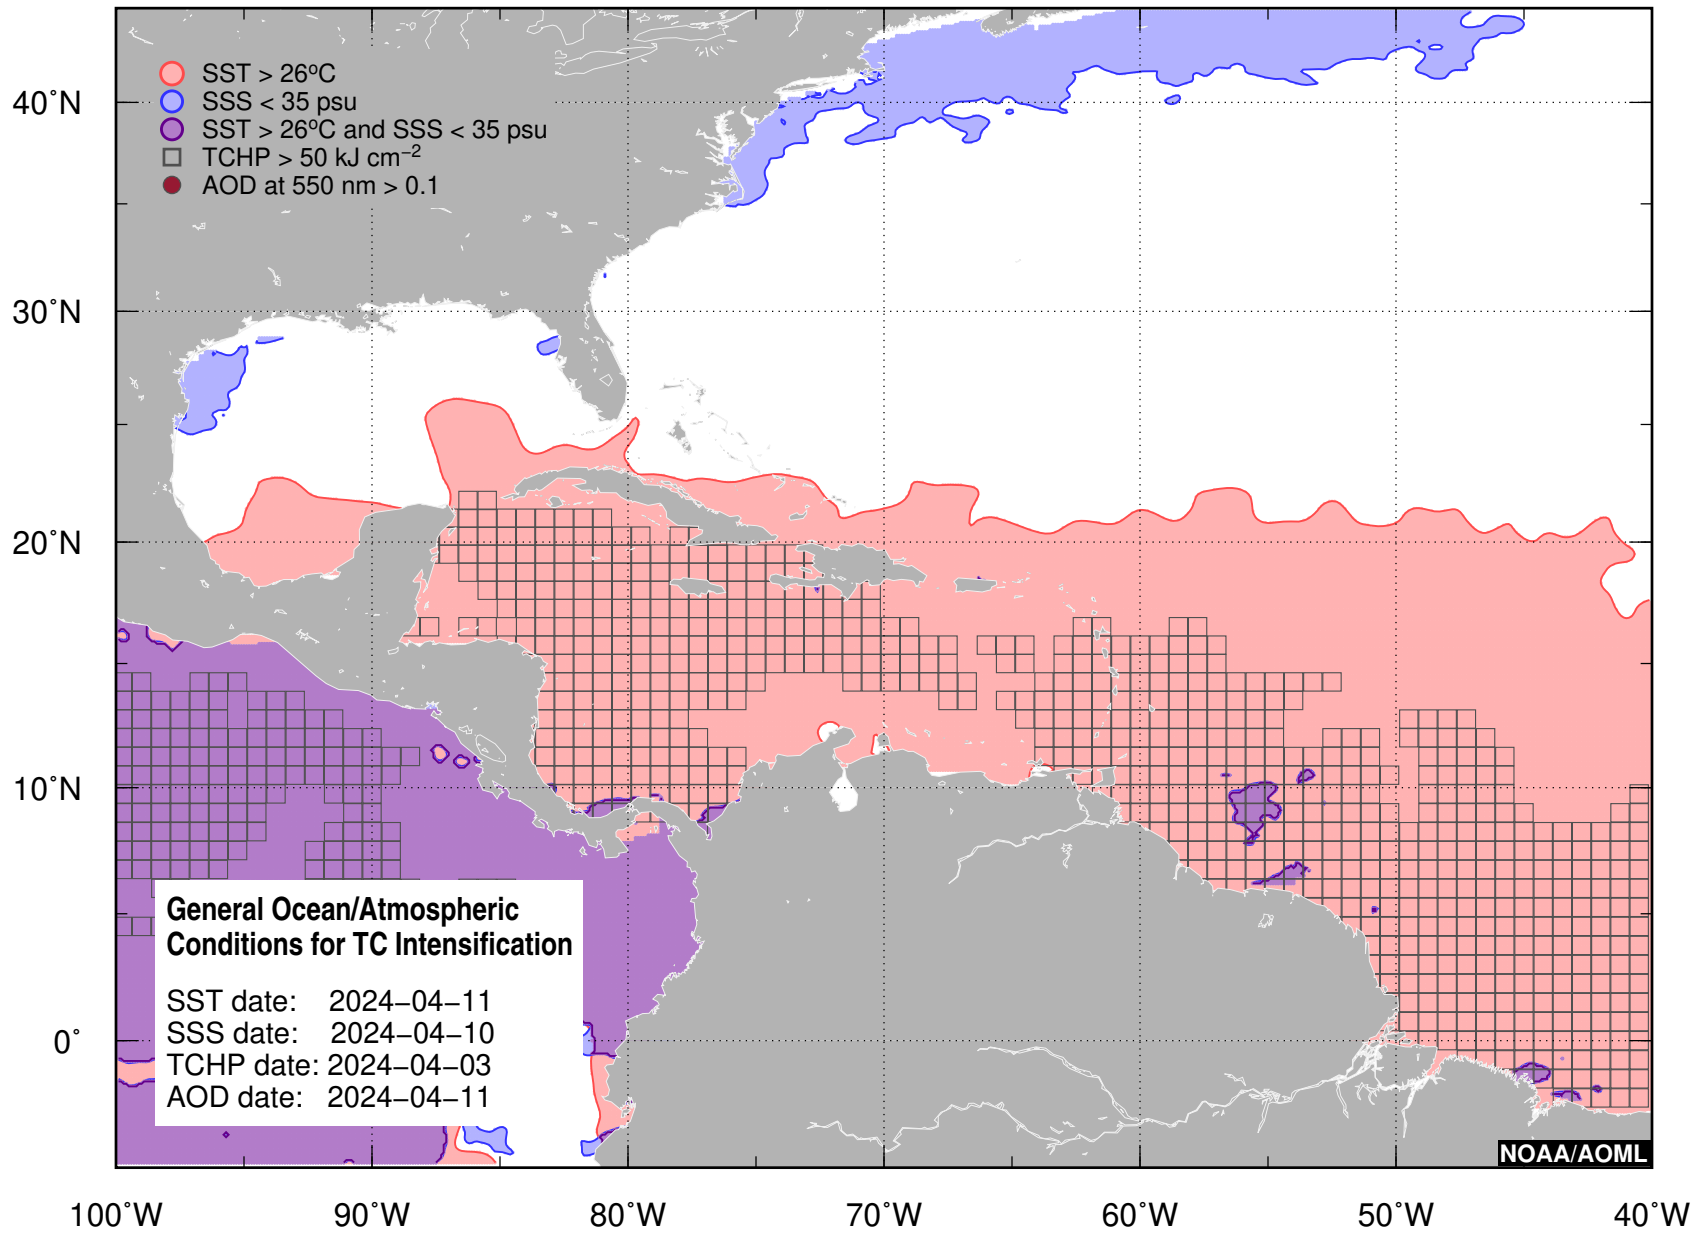 SST > 26ºC
SSS < 35 psu
SST > 26ºC and SSS < 35 psu
TCHP > 50 kJ cm⁻²
AOD at 550 nm > 0.1
40˚N
30˚N
20˚N
10˚N
0˚
General Ocean/Atmospheric
Conditions for TC Intensification
SST date: 2024−04−11
SSS date: 2024−04−10
TCHP date: 2024−04−03
AOD date: 2024−04−11
NOAA/AOML
100˚W 90˚W 80˚W 70˚W 60˚W 50˚W 40˚W